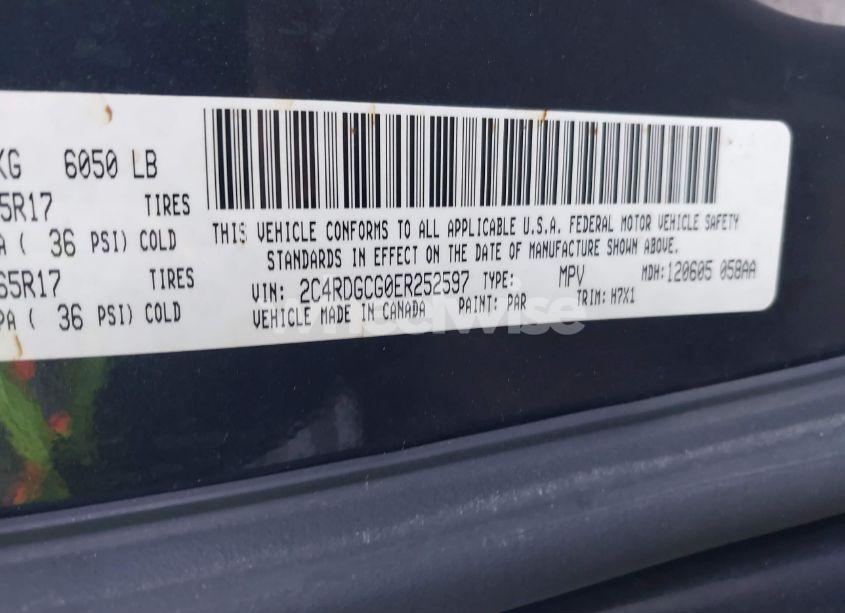 KG 6050 LB
5R17 TIRES
A ( 36 PSI) COLD
65R17 TIRES
PA ( 36 PSI) COLD
THIS VEHICLE CONFORMS TO ALL APPLICABLE U.S.A. FEDERAL MOTOR VEHICLE SAFETY
STANDARDS IN EFFECT ON THE DATE OF MANUFACTURE SHOWN ABOVE.
VIN: 2C4RDGCG0ER252597 TYPE: MPV MDH: 120605 058AA
VEHICLE MADE IN CANADA PAINT: PAR TRIM: H7X1
wheelwise